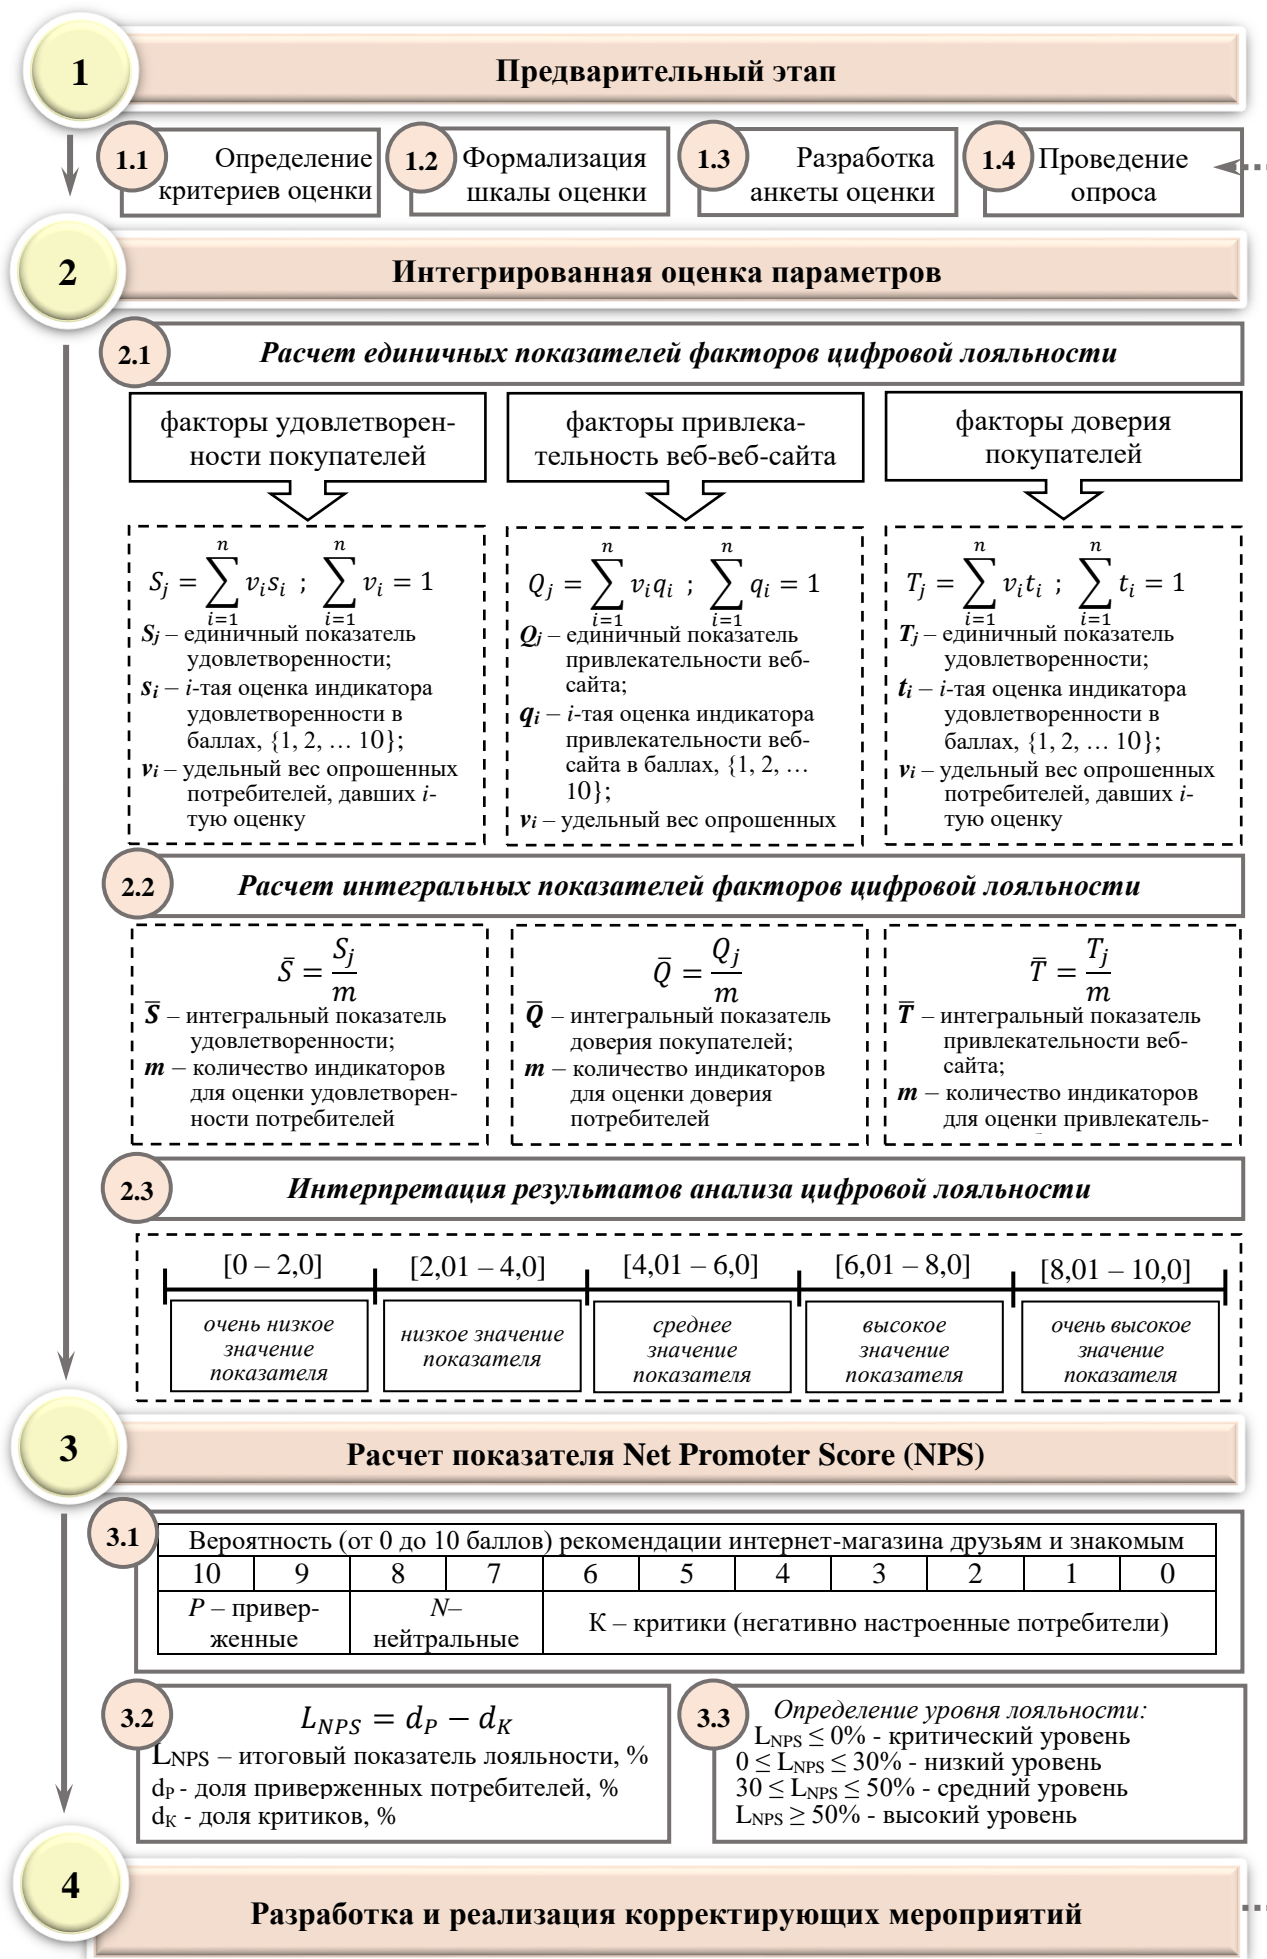 1
Предварительный этап
1.1
Определение
критериев оценки
1.2
Формализация
шкалы оценки
1.3
Разработка
анкеты оценки
1.4
Проведение
опроса
2
Интегрированная оценка параметров
2.1
Расчет единичных показателей факторов цифровой лояльности
факторы удовлетворен-
ности покупателей
факторы привлека-
тельность веб-веб-сайта
факторы доверия
покупателей
S_j = \sum_{i=1}^{n} v_i s_i ; \sum_{i=1}^{n} v_i = 1
S_j – единичный показатель
удовлетворенности;
s_i – i-тая оценка индикатора
удовлетворенности в
баллах, {1, 2, … 10};
v_i – удельный вес опрошенных
потребителей, давших i-
тую оценку
Q_j = \sum_{i=1}^{n} v_i q_i ; \sum_{i=1}^{n} q_i = 1
Q_j – единичный показатель
привлекательности веб-
сайта;
q_i – i-тая оценка индикатора
привлекательности веб-
сайта в баллах, {1, 2, …
10};
v_i – удельный вес опрошенных
T_j = \sum_{i=1}^{n} v_i t_i ; \sum_{i=1}^{n} t_i = 1
T_j – единичный показатель
удовлетворенности;
t_i – i-тая оценка индикатора
удовлетворенности в
баллах, {1, 2, … 10};
v_i – удельный вес опрошенных
потребителей, давших i-
тую оценку
2.2
Расчет интегральных показателей факторов цифровой лояльности
S̄ = S_j / m
S̄ – интегральный показатель
удовлетворенности;
m – количество индикаторов
для оценки удовлетворен-
ности потребителей
Q̄ = Q_j / m
Q̄ – интегральный показатель
доверия покупателей;
m – количество индикаторов
для оценки доверия
потребителей
T̄ = T_j / m
T̄ – интегральный показатель
привлекательности веб-
сайта;
m – количество индикаторов
для оценки привлекатель-
2.3
Интерпретация результатов анализа цифровой лояльности
[0 – 2,0]
[2,01 – 4,0]
[4,01 – 6,0]
[6,01 – 8,0]
[8,01 – 10,0]
очень низкое
значение
показателя
низкое значение
показателя
среднее
значение
показателя
высокое
значение
показателя
очень высокое
значение
показателя
3
Расчет показателя Net Promoter Score (NPS)
3.1
Вероятность (от 0 до 10 баллов) рекомендации интернет-магазина друзьям и знакомым
10 9 8 7 6 5 4 3 2 1 0
P – привер-
женные
N–
нейтральные
К – критики (негативно настроенные потребители)
3.2
L_NPS = d_P − d_K
L_NPS – итоговый показатель лояльности, %
d_P - доля приверженных потребителей, %
d_K - доля критиков, %
3.3
Определение уровня лояльности:
L_NPS ≤ 0% - критический уровень
0 ≤ L_NPS ≤ 30% - низкий уровень
30 ≤ L_NPS ≤ 50% - средний уровень
L_NPS ≥ 50% - высокий уровень
4
Разработка и реализация корректирующих мероприятий